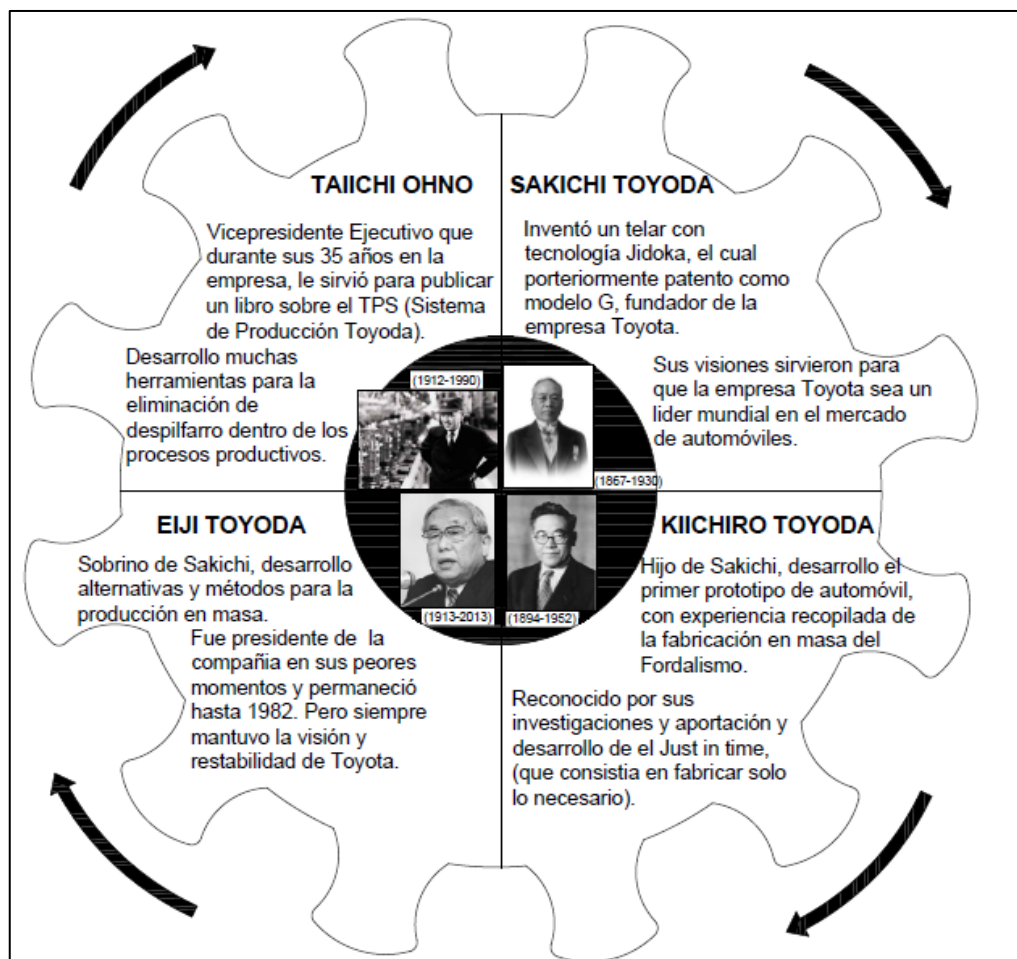 TAIICHI OHNO
Vicepresidente Ejecutivo que
durante sus 35 años en la
empresa, le sirvió para publicar
un libro sobre el TPS (Sistema
de Producción Toyoda).
Desarrollo muchas
herramientas para la
eliminación de
despilfarro dentro de los
procesos productivos.
(1912-1990)
SAKICHI TOYODA
Inventó un telar con
tecnología Jidoka, el cual
porteriormente patento como
modelo G, fundador de la
empresa Toyota.
Sus visiones sirvieron para
que la empresa Toyota sea un
lider mundial en el mercado
de automóviles.
(1867-1930)
EIJI TOYODA
Sobrino de Sakichi, desarrollo
alternativas y métodos para la
producción en masa.
Fue presidente de la
compañia en sus peores
momentos y permaneció
hasta 1982. Pero siempre
mantuvo la visión y
restabilidad de Toyota.
(1913-2013)
KIICHIRO TOYODA
Hijo de Sakichi, desarrollo el
primer prototipo de automóvil,
con experiencia recopilada de
la fabricación en masa del
Fordalismo.
Reconocido por sus
investigaciones y aportación y
desarrollo de el Just in time,
(que consistia en fabricar solo
lo necesario).
(1894-1952)